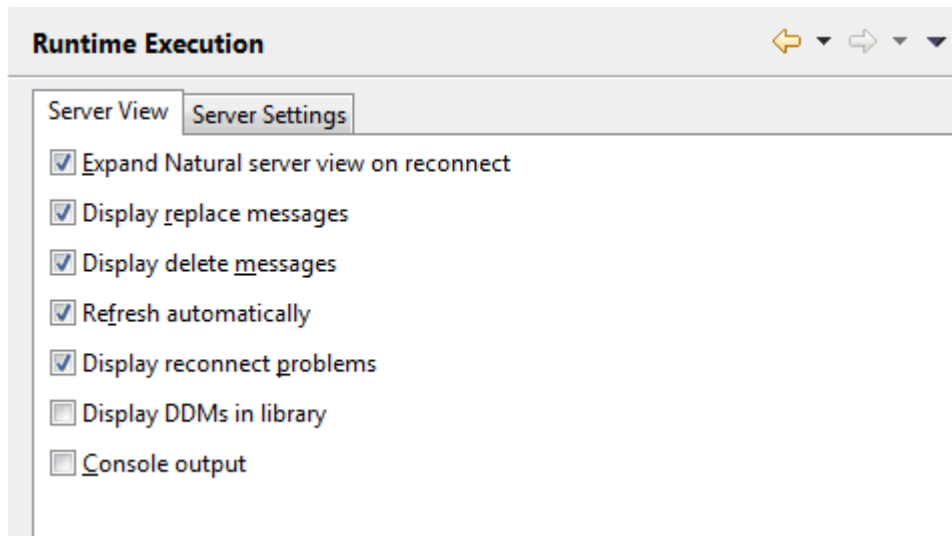 Runtime Execution
Server View
Server Settings
Expand Natural server view on reconnect
Display replace messages
Display delete messages
Refresh automatically
Display reconnect problems
Display DDMs in library
Console output